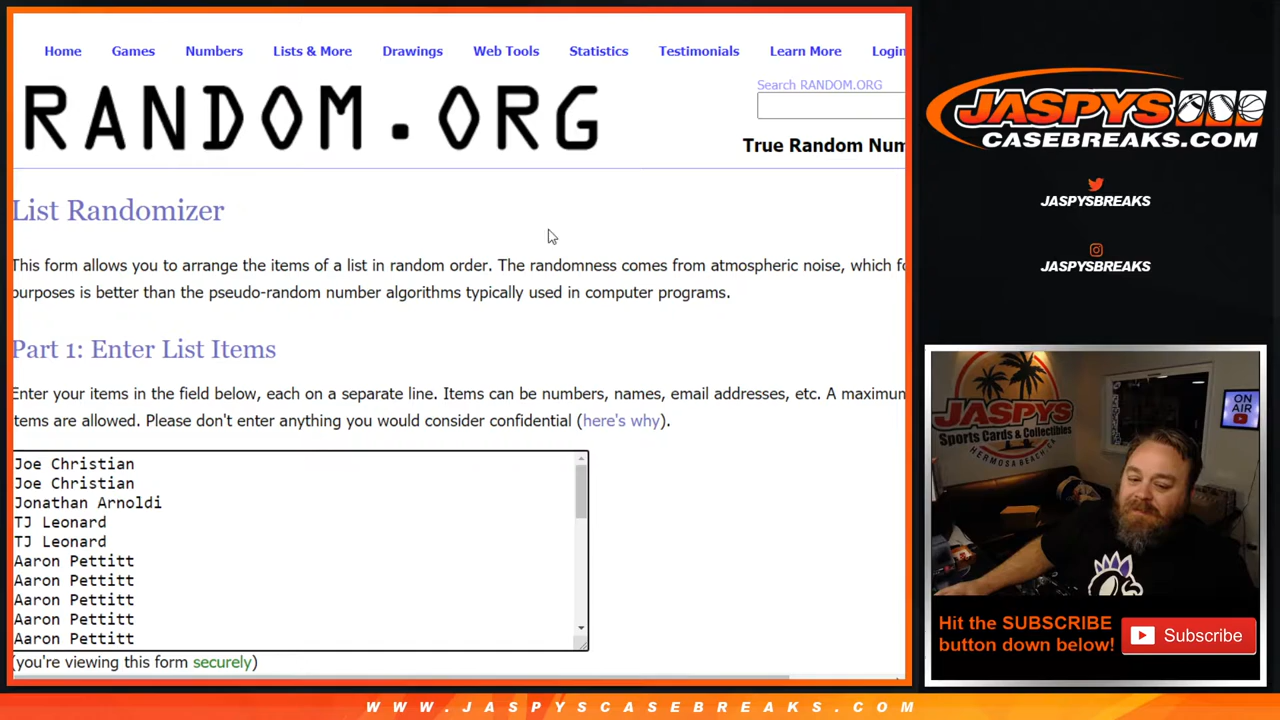 Home Games Numbers Lists & More Drawings Web Tools Statistics Testimonials Learn More Login
RANDOM.ORG
Search RANDOM.ORG
True Random Num
List Randomizer
This form allows you to arrange the items of a list in random order. The randomness comes from atmospheric noise, which fo
purposes is better than the pseudo-random number algorithms typically used in computer programs.
Part 1: Enter List Items
Enter your items in the field below, each on a separate line. Items can be numbers, names, email addresses, etc. A maximum
items are allowed. Please don't enter anything you would consider confidential (here's why).
Joe Christian
Joe Christian
Jonathan Arnoldi
TJ Leonard
TJ Leonard
Aaron Pettitt
Aaron Pettitt
Aaron Pettitt
Aaron Pettitt
Aaron Pettitt
(you're viewing this form securely)
JASPYS
CASEBREAKS.COM
JASPYSBREAKS
JASPYSBREAKS
JASPYS
Sports Cards & Collectibles
HERMOSA BEACH, CA
ON
AIR
Hit the SUBSCRIBE
button down below!
Subscribe
WWW.JASPYSCASEBREAKS.COM